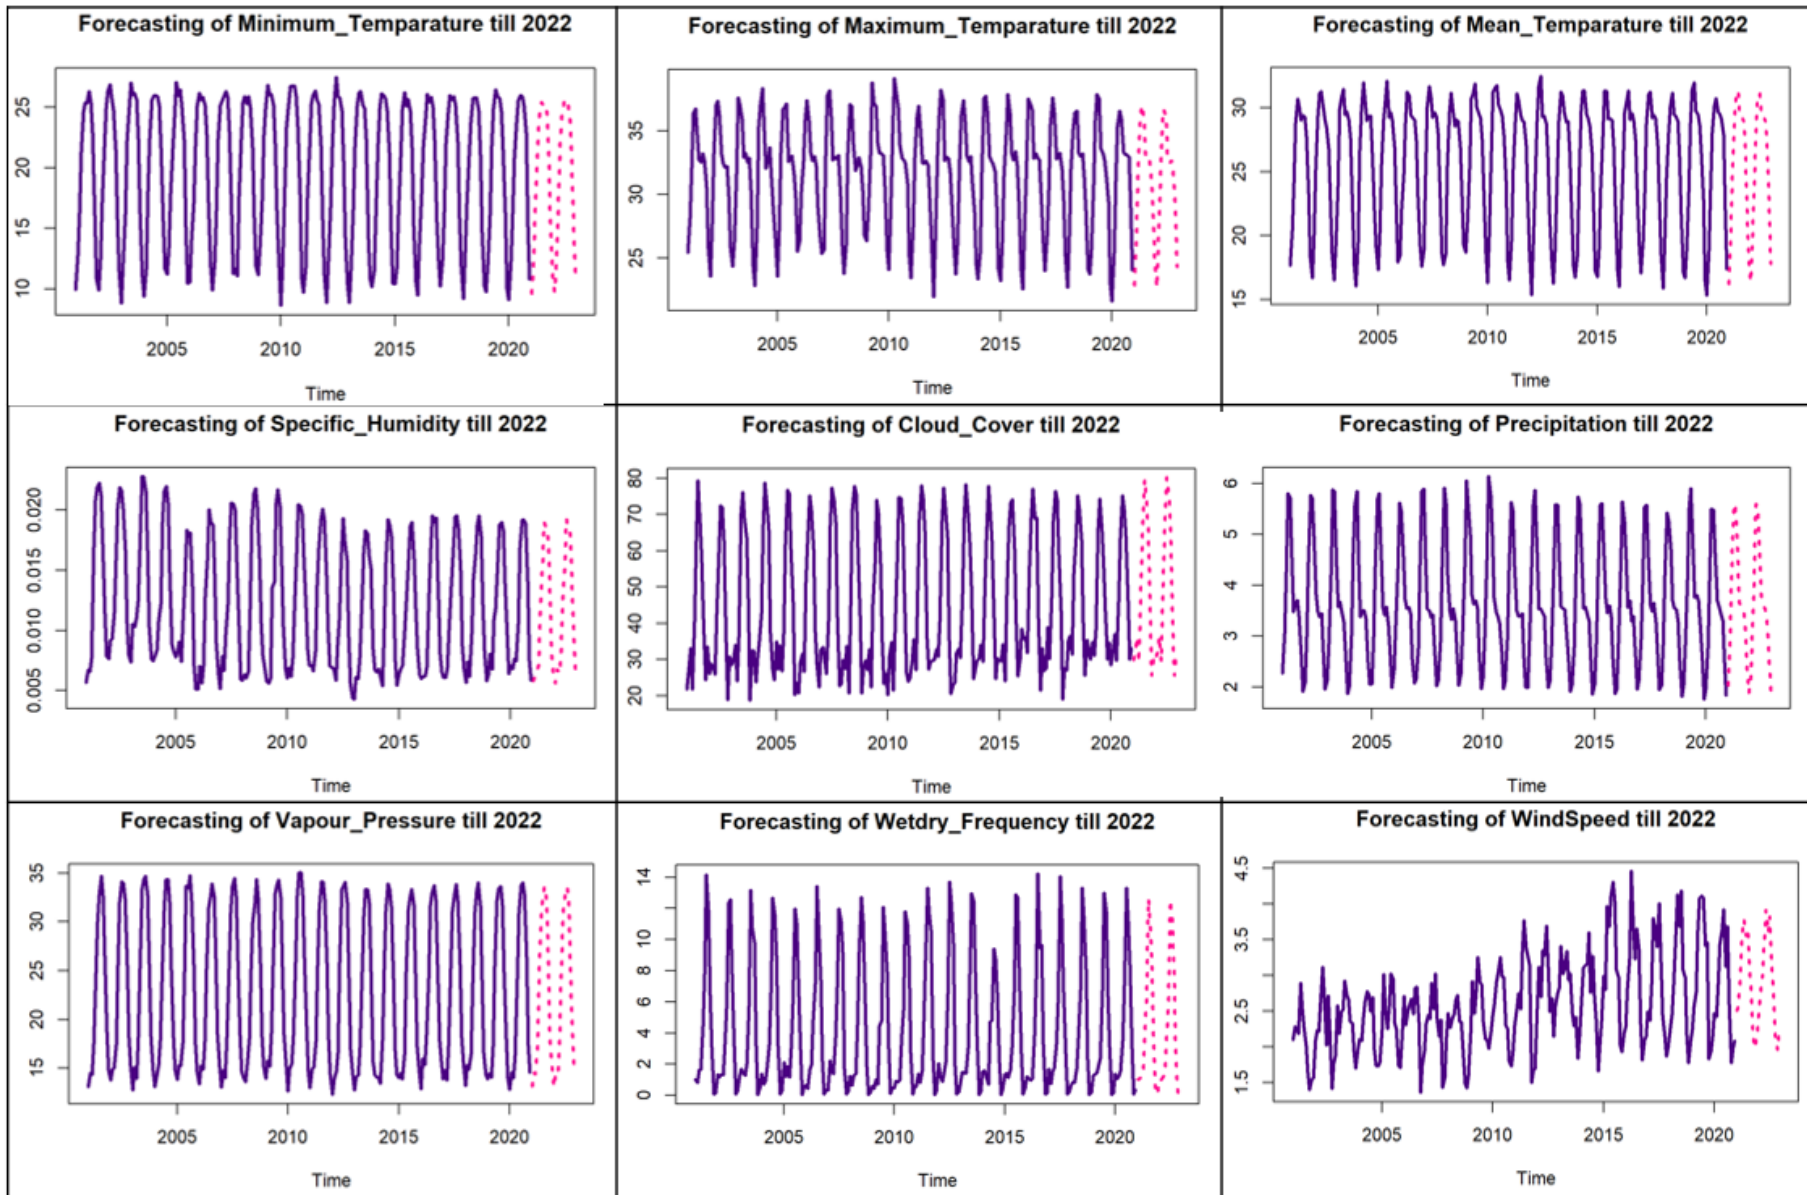 Forecasting of Minimum_Temparature till 2022
25
20
15
10
2005 2010 2015 2020
Time
Forecasting of Maximum_Temparature till 2022
35
30
25
2005 2010 2015 2020
Time
Forecasting of Mean_Temparature till 2022
30
25
20
15
2005 2010 2015 2020
Time
Forecasting of Specific_Humidity till 2022
0.020
0.015
0.010
0.005
2005 2010 2015 2020
Time
Forecasting of Cloud_Cover till 2022
80
70
60
50
40
30
20
2005 2010 2015 2020
Time
Forecasting of Precipitation till 2022
6
5
4
3
2
2005 2010 2015 2020
Time
Forecasting of Vapour_Pressure till 2022
35
30
25
20
15
2005 2010 2015 2020
Time
Forecasting of Wetdry_Frequency till 2022
14
10
8
6
4
2
0
2005 2010 2015 2020
Time
Forecasting of WindSpeed till 2022
4.5
3.5
2.5
1.5
2005 2010 2015 2020
Time